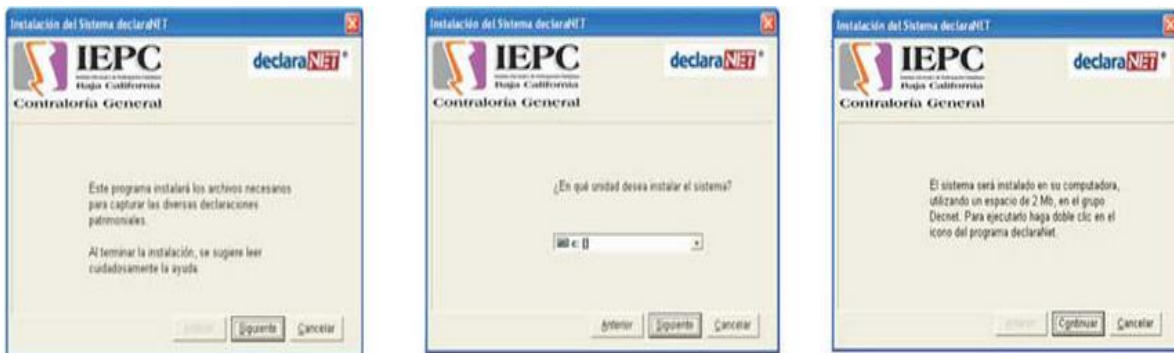 Instalación del Sistema declaraNET
IEPC
Baja California
Contraloría General
declaraNET
Este programa instalará los archivos necesarios
para capturar las diversas declaraciones
patrimoniales.
Al terminar la instalación, se sugiere leer
cuidadosamente la ayuda.
Siguiente
Cancelar
Instalación del Sistema declaraNET
IEPC
Baja California
Contraloría General
declaraNET
¿En qué unidad desea instalar el sistema?
c: []
Anterior
Siguiente
Cancelar
Instalación del Sistema declaraNET
IEPC
Baja California
Contraloría General
declaraNET
El sistema será instalado en su computadora,
utilizando un espacio de 2 Mb, en el grupo
Decnet. Para ejecutarlo haga doble clic en el
icono del programa declaraNet.
Continuar
Cancelar